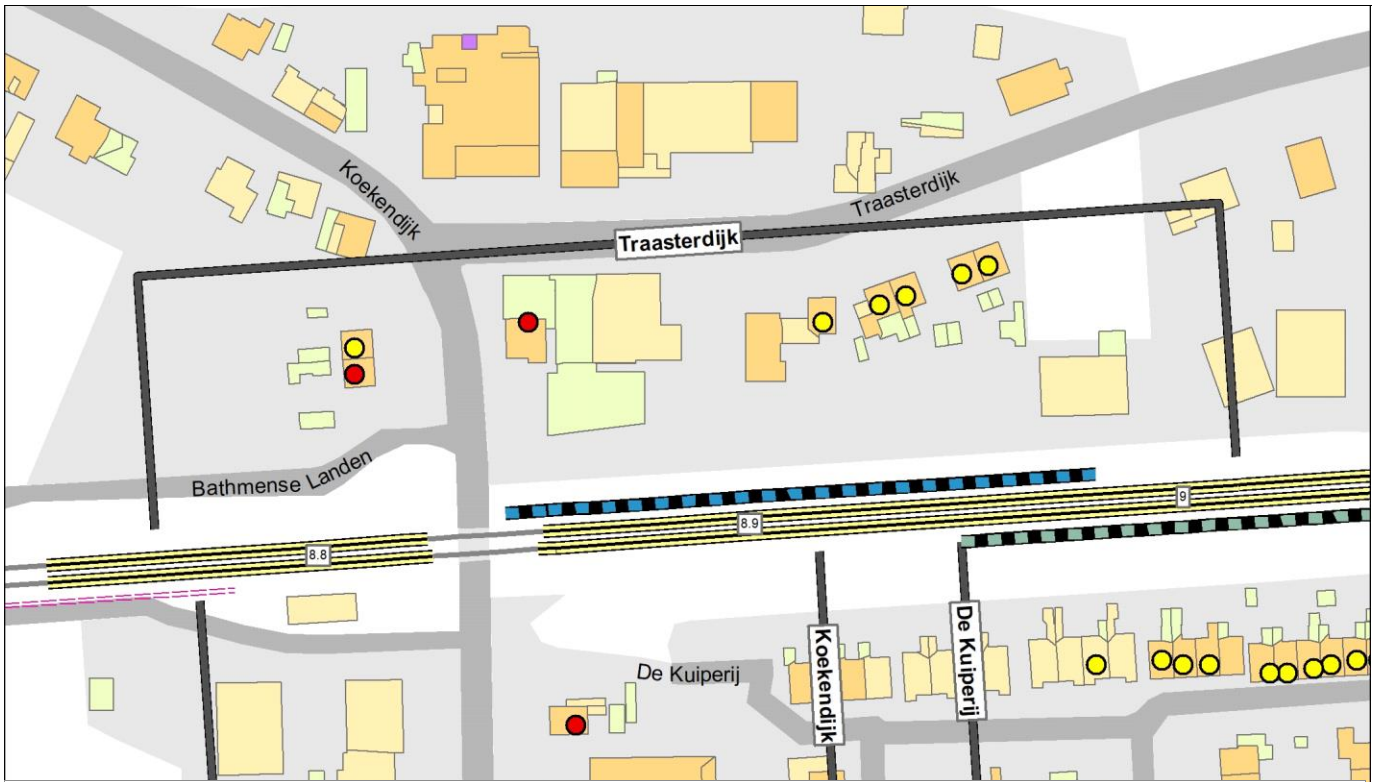 Koekendijk
Traasterdijk
Traasterdijk
Bathmense Landen
9
8.9
8.8
De Kuiperij
Koekendijk
De Kuiperij